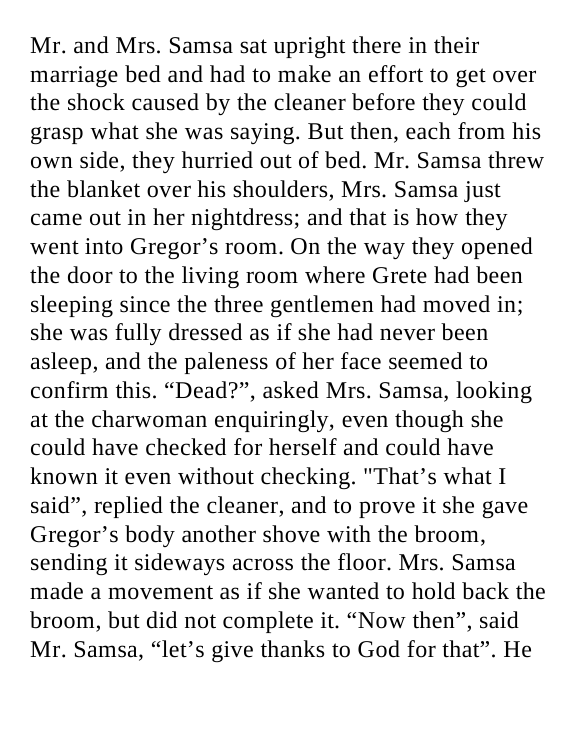 Mr. and Mrs. Samsa sat upright there in their
marriage bed and had to make an effort to get over
the shock caused by the cleaner before they could
grasp what she was saying. But then, each from his
own side, they hurried out of bed. Mr. Samsa threw
the blanket over his shoulders, Mrs. Samsa just
came out in her nightdress; and that is how they
went into Gregor’s room. On the way they opened
the door to the living room where Grete had been
sleeping since the three gentlemen had moved in;
she was fully dressed as if she had never been
asleep, and the paleness of her face seemed to
confirm this. “Dead?”, asked Mrs. Samsa, looking
at the charwoman enquiringly, even though she
could have checked for herself and could have
known it even without checking. "That’s what I
said”, replied the cleaner, and to prove it she gave
Gregor’s body another shove with the broom,
sending it sideways across the floor. Mrs. Samsa
made a movement as if she wanted to hold back the
broom, but did not complete it. “Now then”, said
Mr. Samsa, “let’s give thanks to God for that”. He